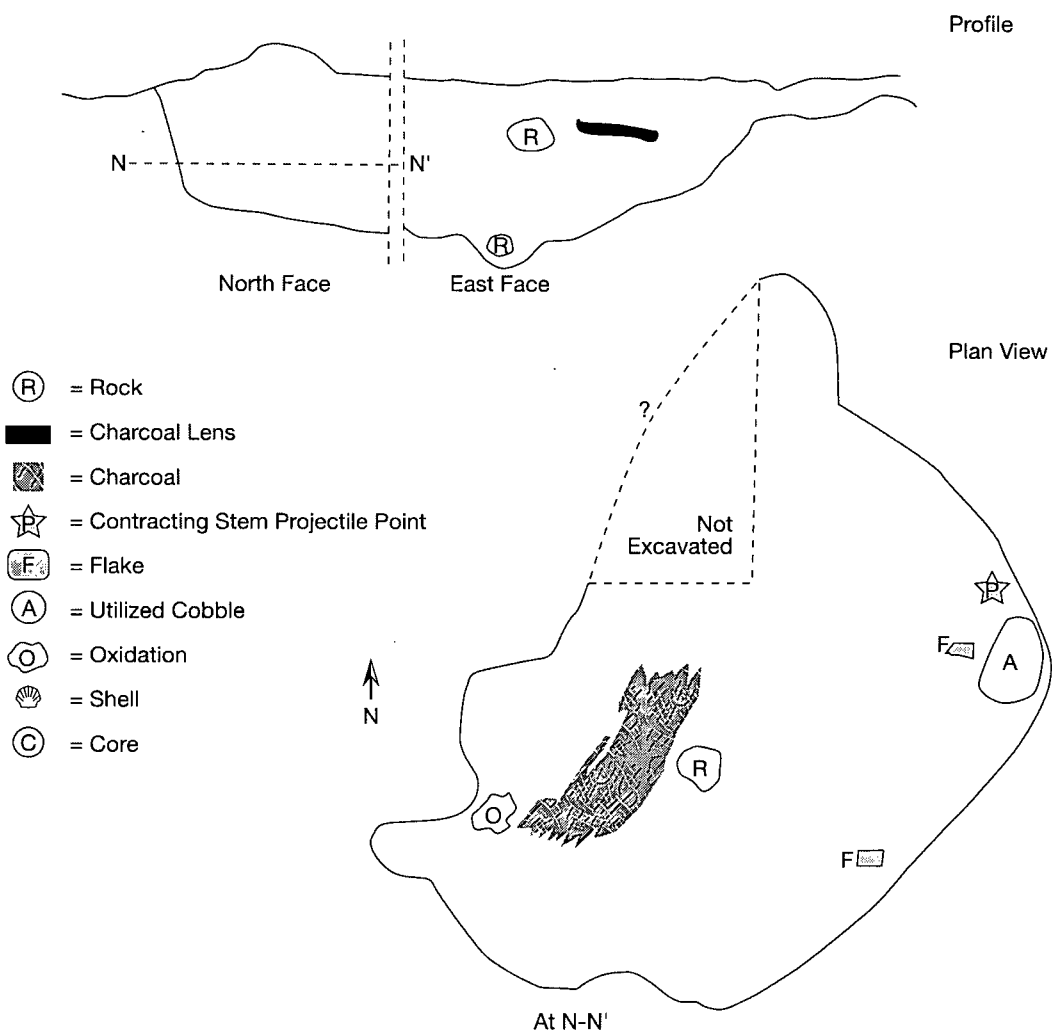 Profile
R
N
N'
R
North Face
East Face
Plan View
R = Rock
= Charcoal Lens
= Charcoal
P = Contracting Stem Projectile Point
F = Flake
A = Utilized Cobble
O = Oxidation
= Shell
C = Core
N
?
Not
Excavated
P
F
A
R
O
F
At N-N'